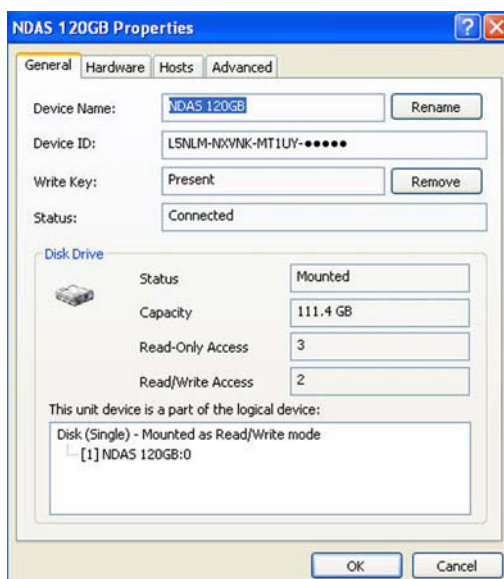 NDAS 120GB Properties
General Hardware Hosts Advanced
Device Name: NDAS 120GB Rename
Device ID: L5NLM-NXVNK-MT1UY-●●●●●
Write Key: Present Remove
Status: Connected
Disk Drive
Status Mounted
Capacity 111.4 GB
Read-Only Access 3
Read/Write Access 2
This unit device is a part of the logical device:
Disk (Single) - Mounted as Read/Write mode
[1] NDAS 120GB:0
OK Cancel